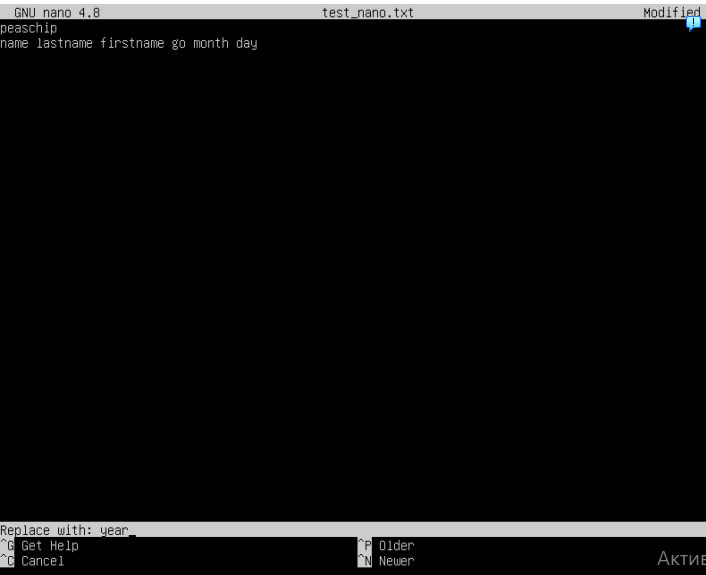 GNU nano 4.8 test_nano.txt Modified
peaschip
name lastname firstname go month day
Replace with: year_
^G Get Help ^P Older
^C Cancel ^N Newer
Актив